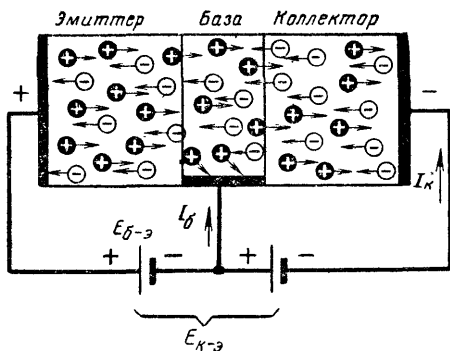 Эмиттер База Коллектор
+ −
Iб Iк
Eб-э
+ − + −
Eк-э